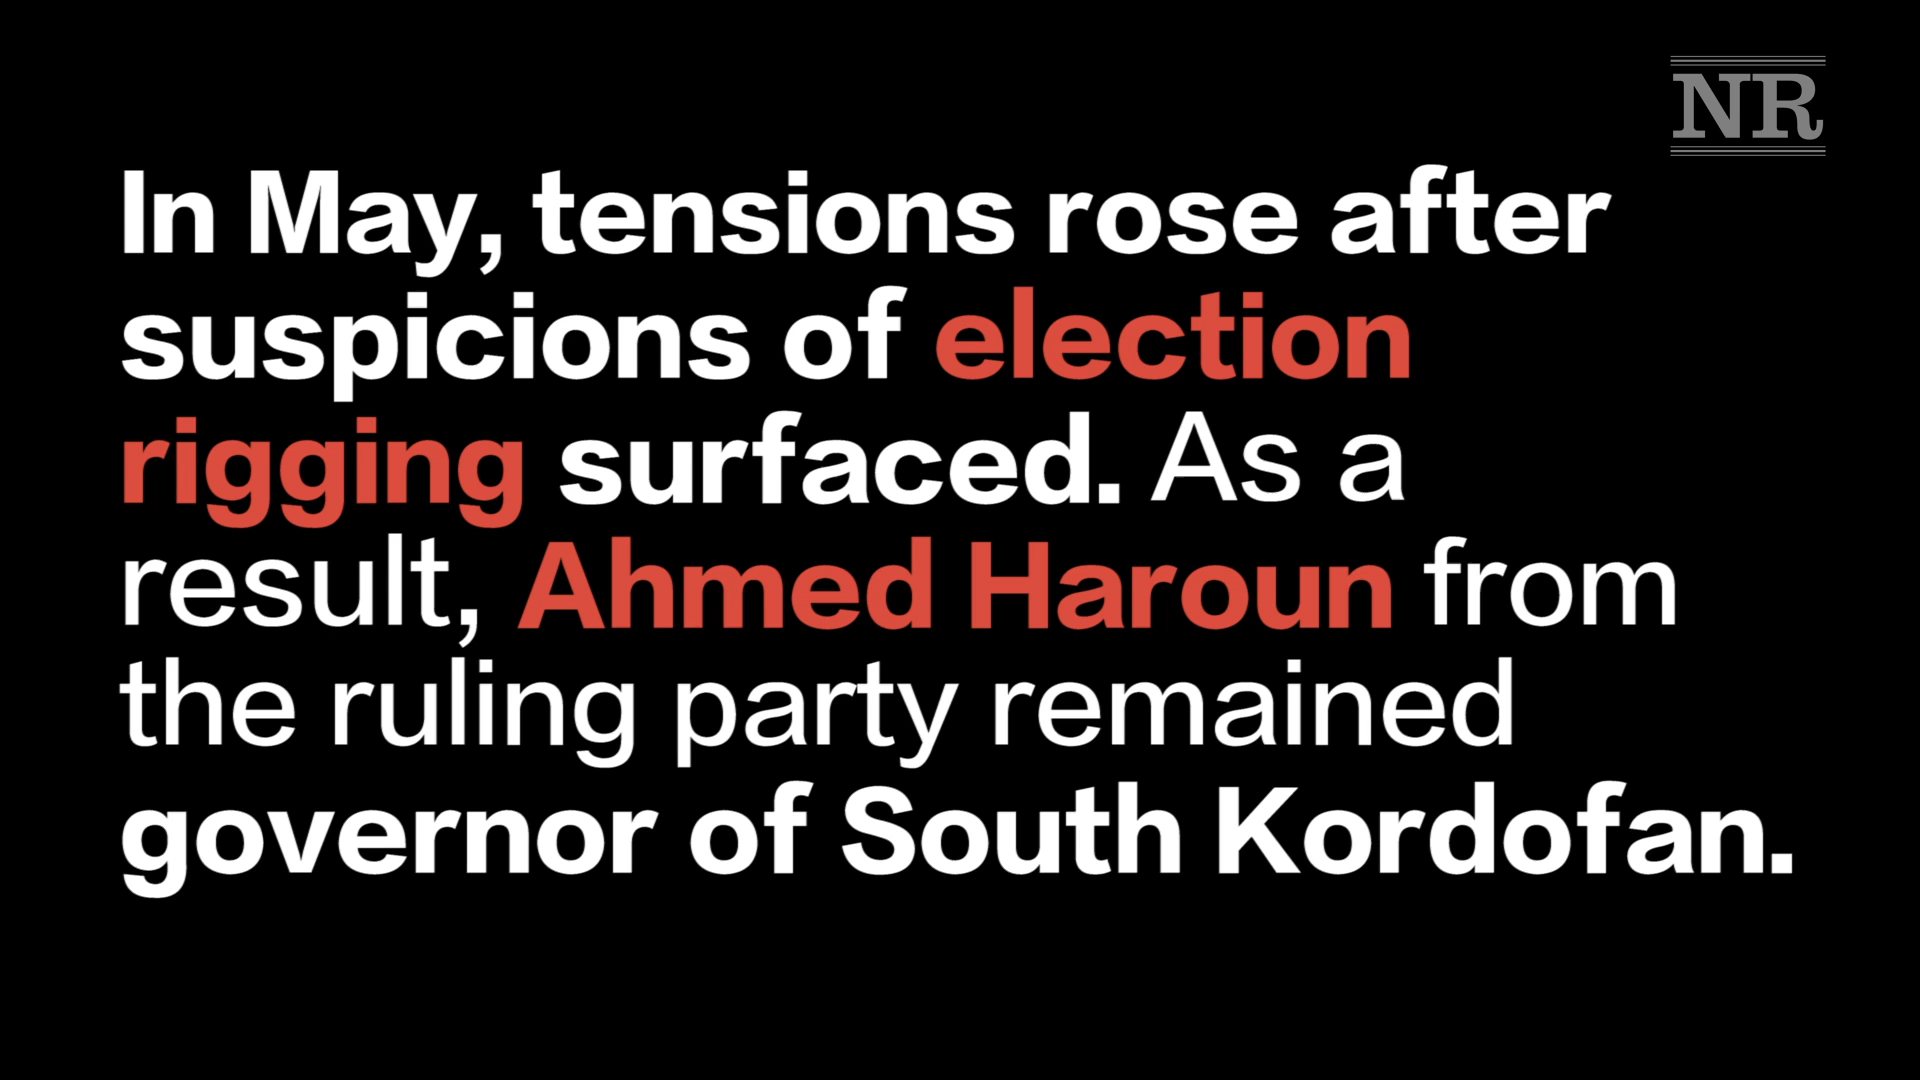 NR
In May, tensions rose after
suspicions of election
rigging surfaced. As a
result, Ahmed Haroun from
the ruling party remained
governor of South Kordofan.